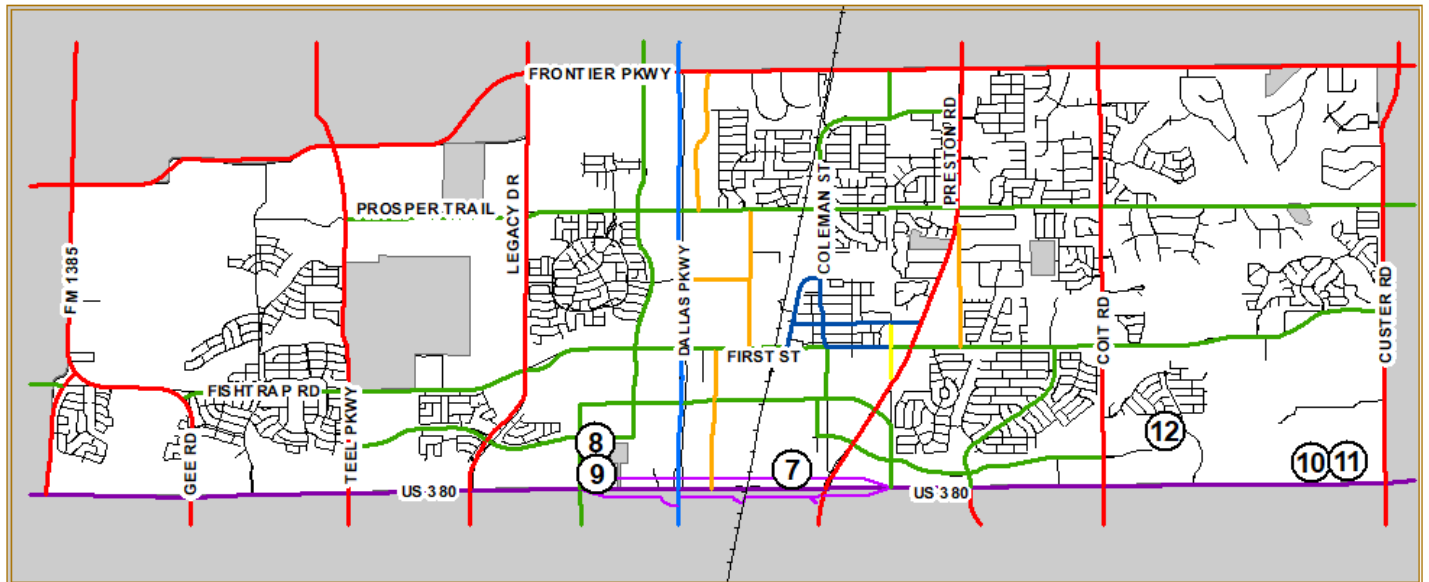 FRONTIER PKWY
PRESTON RD
COLEMAN ST
LEGACY DR
PROSPER TRAIL
FM 1385
DALLAS PKWY
COIT RD
CUSTER RD
FIRST ST
FISHTRAP RD
TEEL PKWY
GEE RD
8
12
9
7
10
11
US 380
US 380